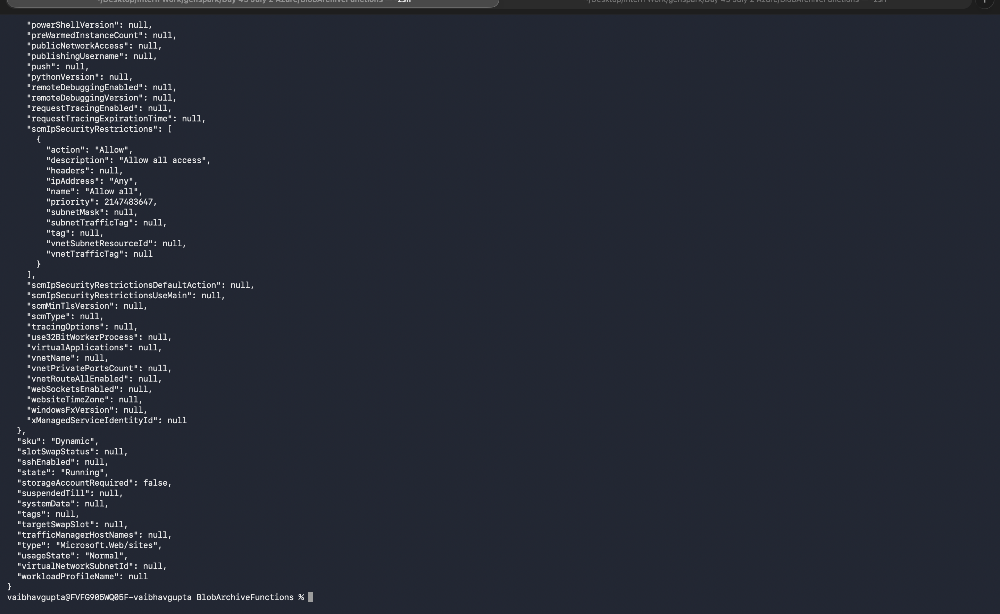 ~/Desktop/Intern Work/genspark/Day 49 July 2 Azure/BlobArchiveFunctions — -zsh
~/Desktop/Intern Work/genspark/Day 49 July 2 Azure/BlobArchiveFunctions — -zsh
    "powerShellVersion": null,
    "preWarmedInstanceCount": null,
    "publicNetworkAccess": null,
    "publishingUsername": null,
    "push": null,
    "pythonVersion": null,
    "remoteDebuggingEnabled": null,
    "remoteDebuggingVersion": null,
    "requestTracingEnabled": null,
    "requestTracingExpirationTime": null,
    "scmIpSecurityRestrictions": [
      {
        "action": "Allow",
        "description": "Allow all access",
        "headers": null,
        "ipAddress": "Any",
        "name": "Allow all",
        "priority": 2147483647,
        "subnetMask": null,
        "subnetTrafficTag": null,
        "tag": null,
        "vnetSubnetResourceId": null,
        "vnetTrafficTag": null
      }
    ],
    "scmIpSecurityRestrictionsDefaultAction": null,
    "scmIpSecurityRestrictionsUseMain": null,
    "scmMinTlsVersion": null,
    "scmType": null,
    "tracingOptions": null,
    "use32BitWorkerProcess": null,
    "virtualApplications": null,
    "vnetName": null,
    "vnetPrivatePortsCount": null,
    "vnetRouteAllEnabled": null,
    "webSocketsEnabled": null,
    "websiteTimeZone": null,
    "windowsFxVersion": null,
    "xManagedServiceIdentityId": null
  },
  "sku": "Dynamic",
  "slotSwapStatus": null,
  "sshEnabled": null,
  "state": "Running",
  "storageAccountRequired": false,
  "suspendedTill": null,
  "systemData": null,
  "tags": null,
  "targetSwapSlot": null,
  "trafficManagerHostNames": null,
  "type": "Microsoft.Web/sites",
  "usageState": "Normal",
  "virtualNetworkSubnetId": null,
  "workloadProfileName": null
}
vaibhavgupta@FVFG905WQ05F-vaibhavgupta BlobArchiveFunctions %